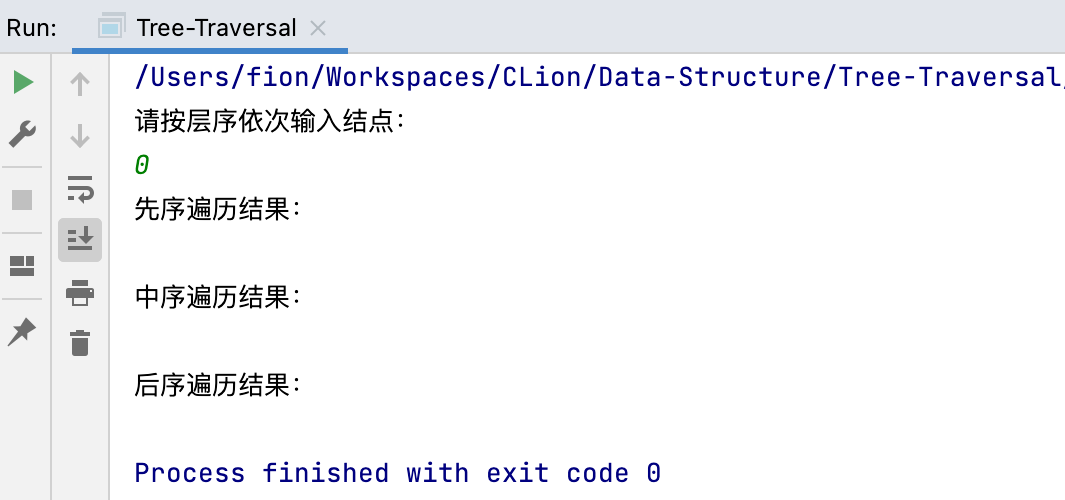 Run: Tree-Traversal
/Users/fion/Workspaces/CLion/Data-Structure/Tree-Traversal/
请按层序依次输入结点：
0
先序遍历结果：
中序遍历结果：
后序遍历结果：
Process finished with exit code 0